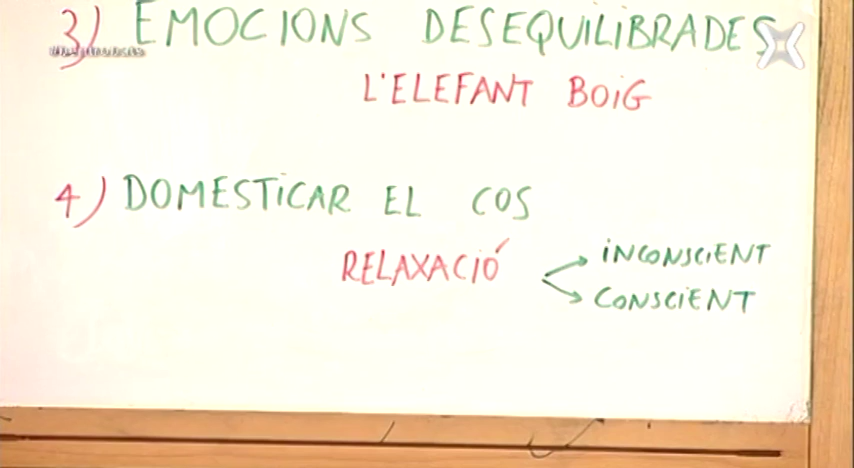 3) EMOCIONS DESEQUILIBRADES
L'ELEFANT BOIG
4) DOMESTICAR EL COS
RELAXACIÓ
INCONSCIENT
CONSCIENT